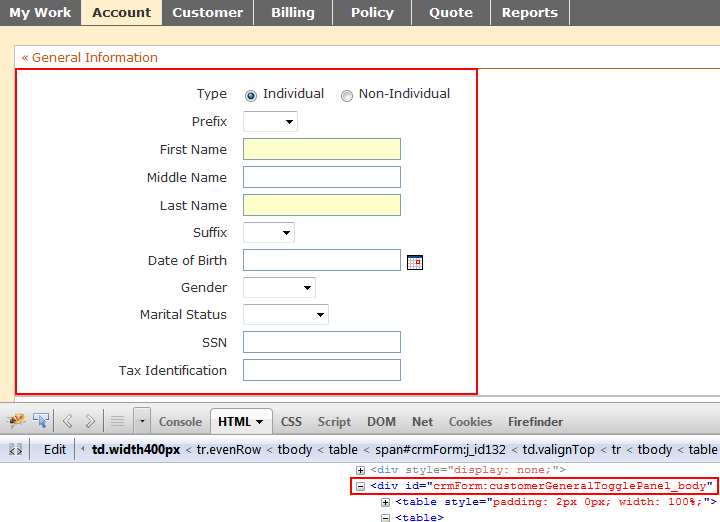 My Work Account Customer Billing Policy Quote Reports
« General Information
Type Individual Non-Individual
Prefix
First Name
Middle Name
Last Name
Suffix
Date of Birth
Gender
Marital Status
SSN
Tax Identification
Console HTML CSS Script DOM Net Cookies Firefinder
Edit td.width400px < tr.evenRow < tbody < table < span#crmForm:j_id132 < td.valignTop < tr < tbody < table
<div style="display: none;">
<div id="crmForm:customerGeneralTogglePanel_body"
<table style="padding: 2px 0px; width: 100%;">
<table>